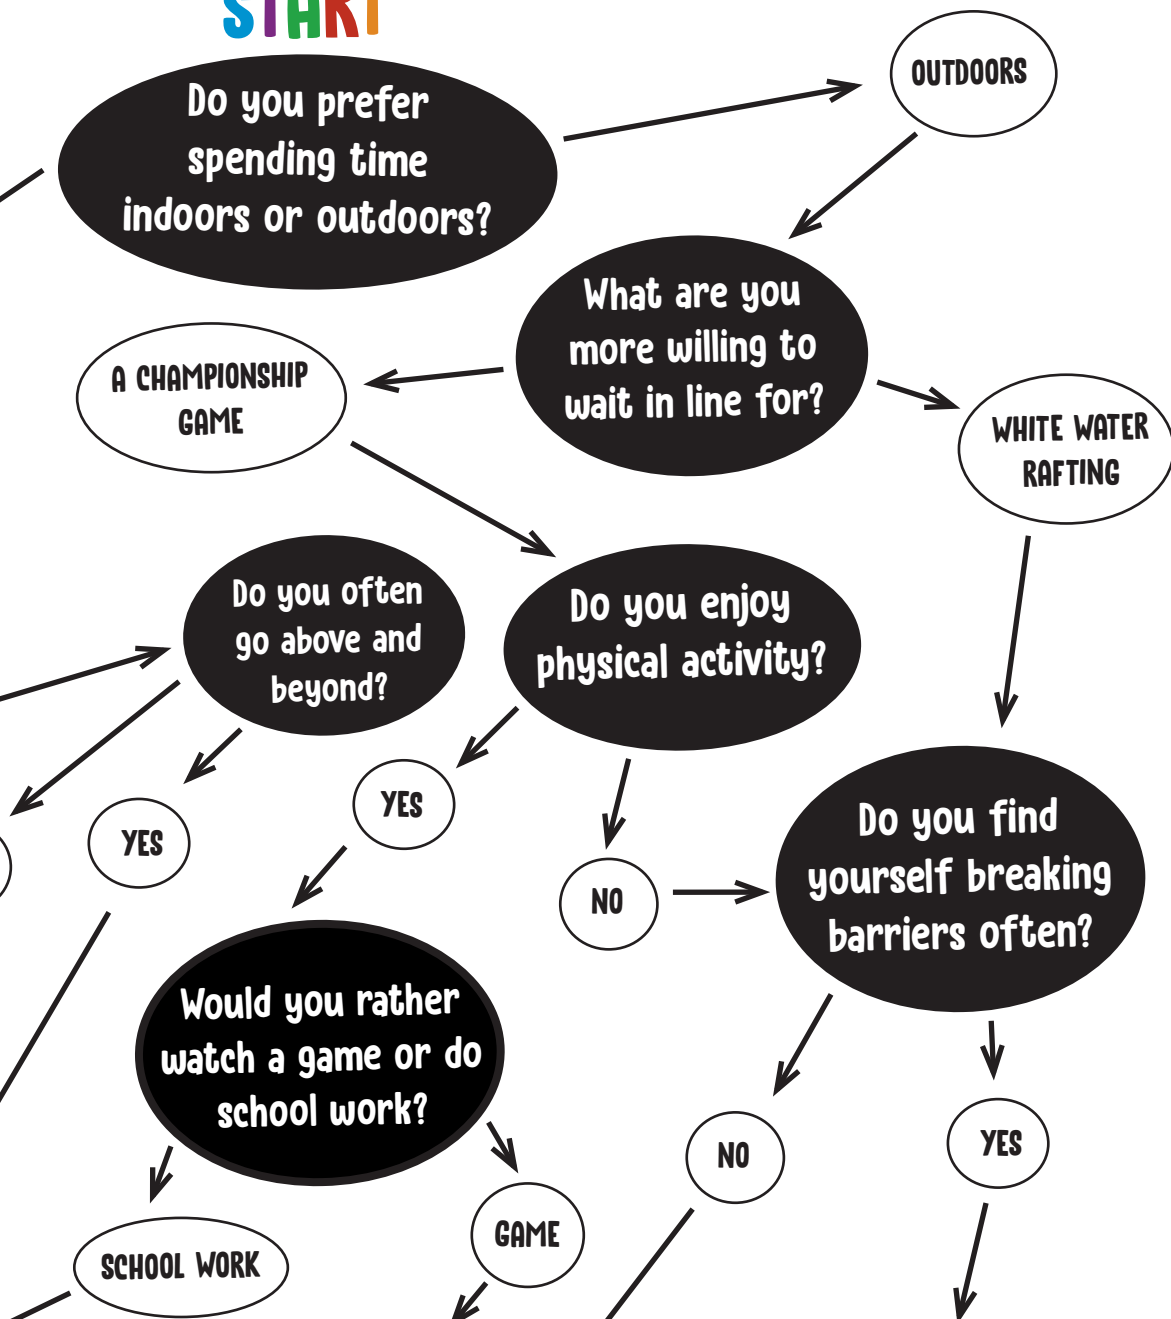 START
Do you prefer
spending time
indoors or outdoors?
OUTDOORS
What are you
more willing to
wait in line for?
A CHAMPIONSHIP
GAME
WHITE WATER
RAFTING
Do you often
go above and
beyond?
Do you enjoy
physical activity?
YES
YES
NO
Do you find
yourself breaking
barriers often?
Would you rather
watch a game or do
school work?
NO
YES
SCHOOL WORK
GAME